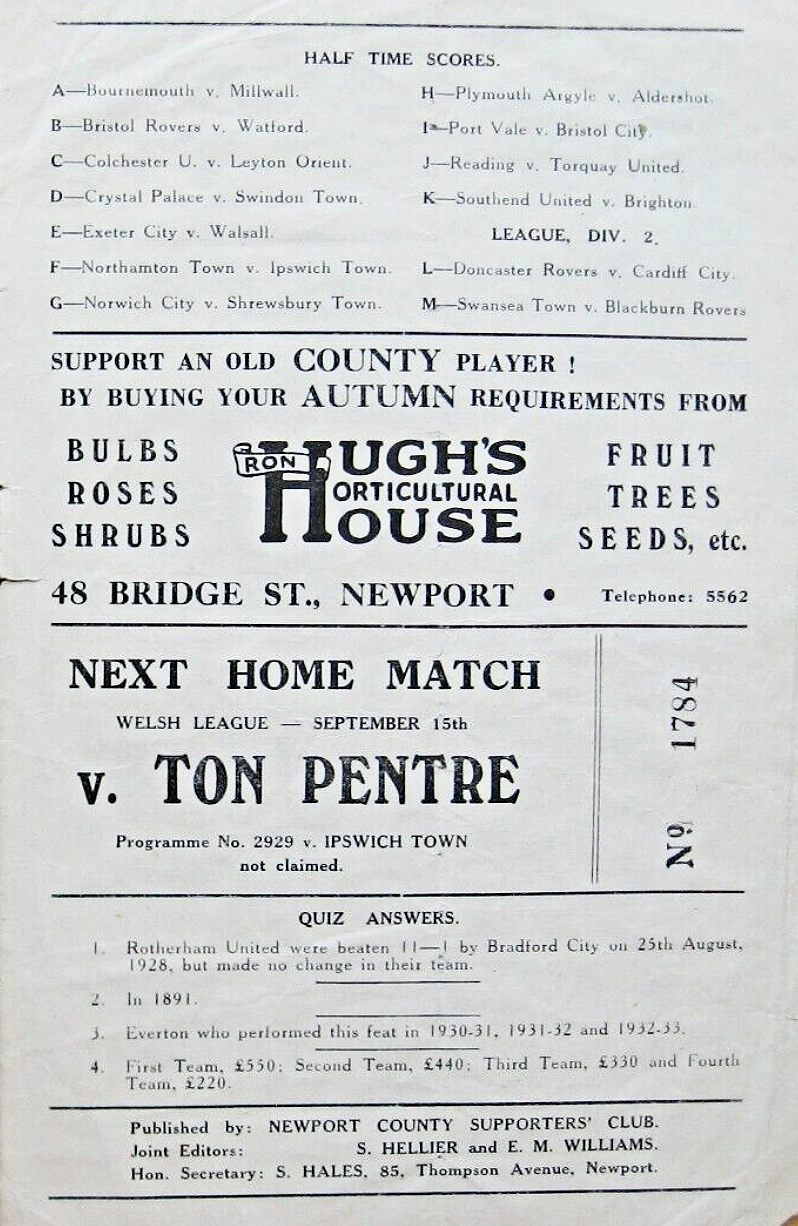 HALF TIME SCORES.
A—Bournemouth v. Millwall.
B—Bristol Rovers v. Watford.
C—Colchester U. v. Leyton Orient.
D—Crystal Palace v. Swindon Town.
E—Exeter City v. Walsall.
F—Northamton Town v. Ipswich Town.
G—Norwich City v. Shrewsbury Town.
H—Plymouth Argyle v. Aldershot.
I—Port Vale v. Bristol City.
J—Reading v. Torquay United.
K—Southend United v. Brighton.
LEAGUE, DIV. 2.
L—Doncaster Rovers v. Cardiff City.
M—Swansea Town v. Blackburn Rovers
SUPPORT AN OLD COUNTY PLAYER !
BY BUYING YOUR AUTUMN REQUIREMENTS FROM
BULBS
ROSES
SHRUBS
RON HUGH'S
HORTICULTURAL
HOUSE
FRUIT
TREES
SEEDS, etc.
48 BRIDGE ST., NEWPORT • Telephone: 5562
NEXT HOME MATCH
WELSH LEAGUE — SEPTEMBER 15th
v. TON PENTRE
Programme No. 2929 v. IPSWICH TOWN
not claimed.
No 1784
QUIZ ANSWERS.
1. Rotherham United were beaten 11—1 by Bradford City on 25th August,
1928, but made no change in their team.
2. In 1891.
3. Everton who performed this feat in 1930-31, 1931-32 and 1932-33.
4. First Team, £550; Second Team, £440; Third Team, £330 and Fourth
Team, £220.
Published by: NEWPORT COUNTY SUPPORTERS' CLUB.
Joint Editors: S. HELLIER and E. M. WILLIAMS.
Hon. Secretary: S. HALES, 85, Thompson Avenue, Newport.